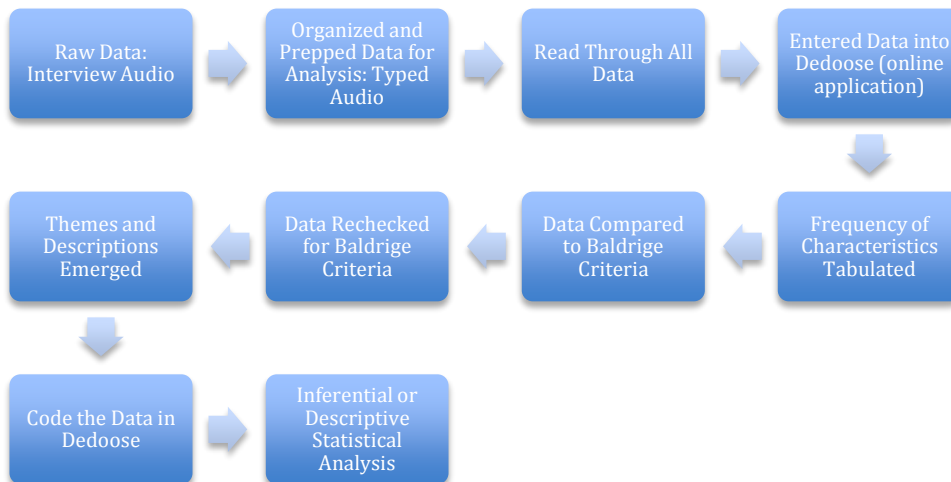 Raw Data:
Interview Audio
Organized and
Prepped Data for
Analysis: Typed
Audio
Read Through All
Data
Entered Data into
Dedoose (online
application)
Frequency of
Characteristics
Tabulated
Data Compared
to Baldrige
Criteria
Data Rechecked
for Baldrige
Criteria
Themes and
Descriptions
Emerged
Code the Data in
Dedoose
Inferential or
Descriptive
Statistical
Analysis